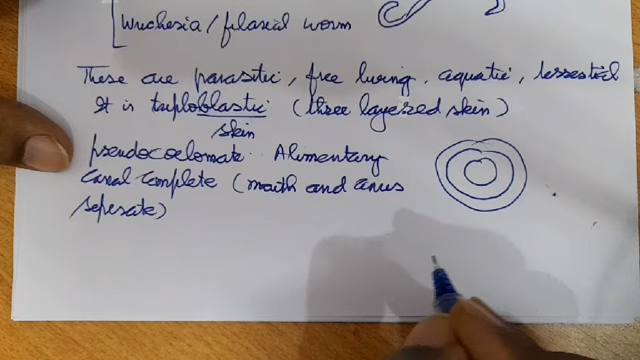 Wuchesia / filarial worm
These are parasitic, free living, aquatic, tessestial
It is triploblastic (three layered skin)
skin
pseudocoelomate. Alimentary
canal complete (mouth and anus
seperate)